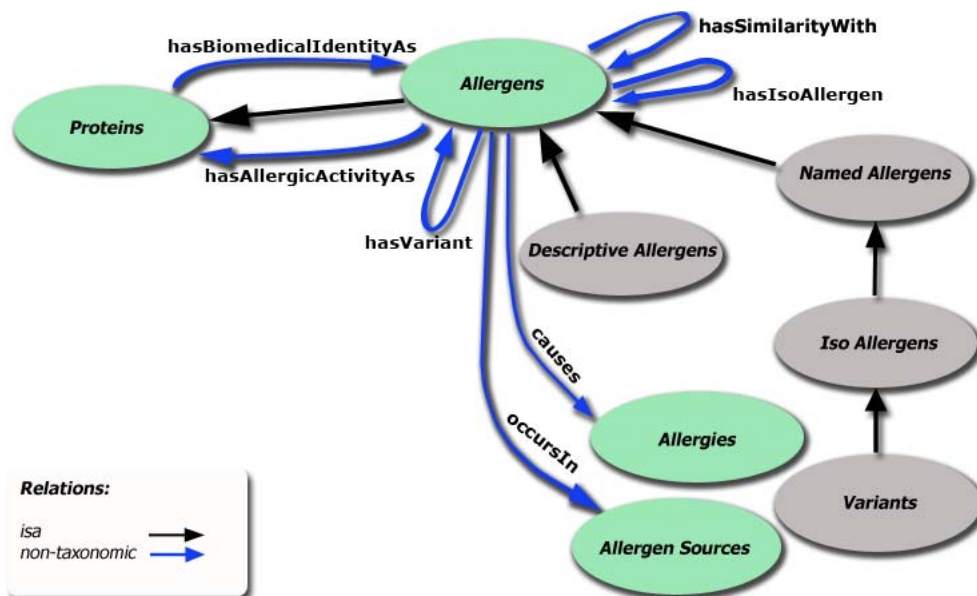 hasBiomedicalIdentityAs
hasSimilarityWith
Allergens
hasIsoAllergen
Proteins
hasAllergicActivityAs
Named Allergens
hasVariant
Descriptive Allergens
Iso Allergens
causes
occursIn
Allergies
Variants
Allergen Sources
Relations:
isa
non-taxonomic